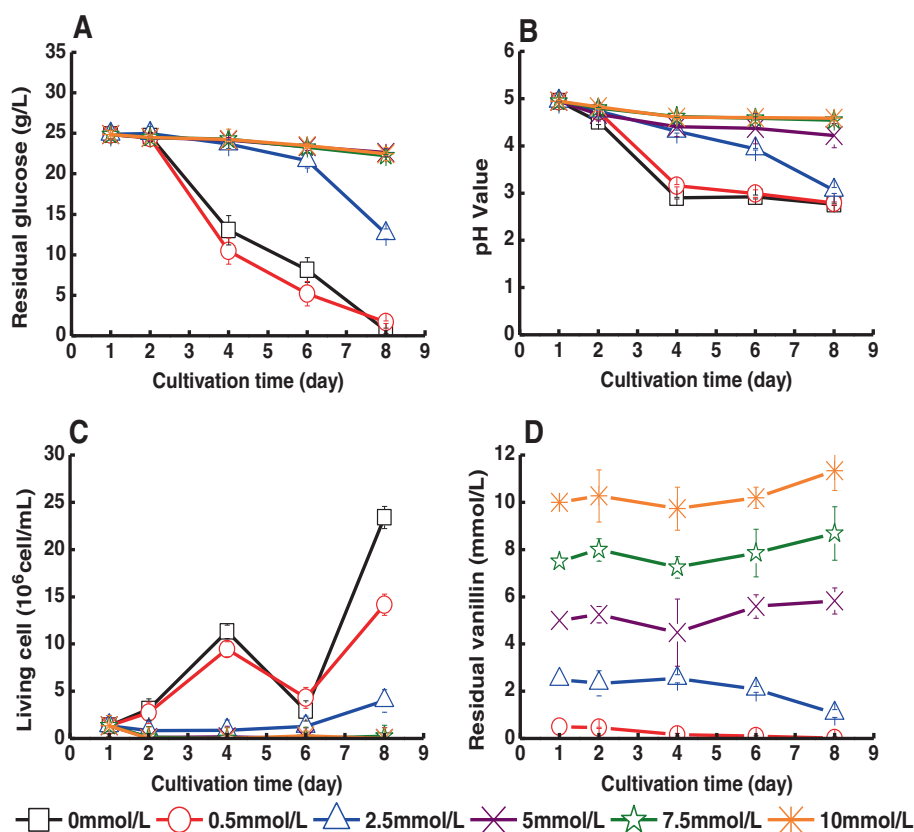 A
Residual glucose (g/L)
35
30
25
20
15
10
5
0
0 1 2 3 4 5 6 7 8 9
Cultivation time (day)
B
pH Value
6
5
4
3
2
1
0
0 1 2 3 4 5 6 7 8 9
Cultivation time (day)
C
Living cell (10⁶cell/mL)
30
25
20
15
10
5
0
0 1 2 3 4 5 6 7 8 9
Cultivation time (day)
D
Residual vanillin (mmol/L)
12
10
8
6
4
2
0
0 1 2 3 4 5 6 7 8 9
Cultivation time (day)
0mmol/L 0.5mmol/L 2.5mmol/L 5mmol/L 7.5mmol/L 10mmol/L